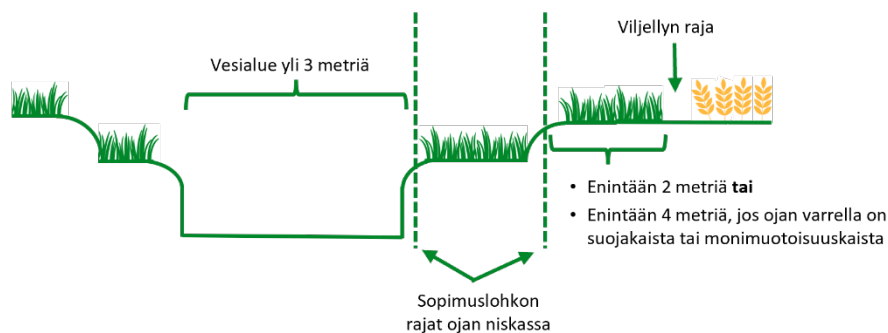 Viljellyn raja
Vesialue yli 3 metriä
• Enintään 2 metriä tai
• Enintään 4 metriä, jos ojan varrella on
suojakaista tai monimuotoisuuskaista
Sopimuslohkon
rajat ojan niskassa